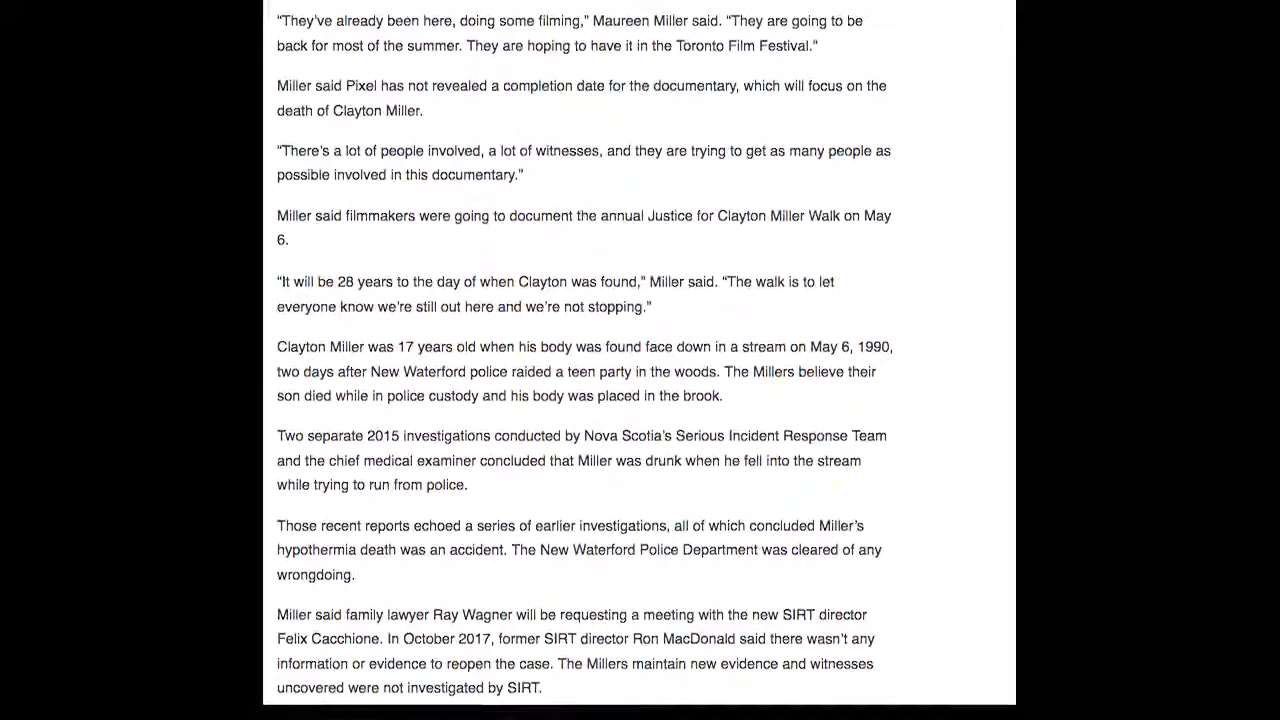 “They’ve already been here, doing some filming,” Maureen Miller said. “They are going to be
back for most of the summer. They are hoping to have it in the Toronto Film Festival.”
Miller said Pixel has not revealed a completion date for the documentary, which will focus on the
death of Clayton Miller.
“There’s a lot of people involved, a lot of witnesses, and they are trying to get as many people as
possible involved in this documentary.”
Miller said filmmakers were going to document the annual Justice for Clayton Miller Walk on May
6.
“It will be 28 years to the day of when Clayton was found,” Miller said. “The walk is to let
everyone know we’re still out here and we’re not stopping.”
Clayton Miller was 17 years old when his body was found face down in a stream on May 6, 1990,
two days after New Waterford police raided a teen party in the woods. The Millers believe their
son died while in police custody and his body was placed in the brook.
Two separate 2015 investigations conducted by Nova Scotia’s Serious Incident Response Team
and the chief medical examiner concluded that Miller was drunk when he fell into the stream
while trying to run from police.
Those recent reports echoed a series of earlier investigations, all of which concluded Miller’s
hypothermia death was an accident. The New Waterford Police Department was cleared of any
wrongdoing.
Miller said family lawyer Ray Wagner will be requesting a meeting with the new SIRT director
Felix Cacchione. In October 2017, former SIRT director Ron MacDonald said there wasn’t any
information or evidence to reopen the case. The Millers maintain new evidence and witnesses
uncovered were not investigated by SIRT.